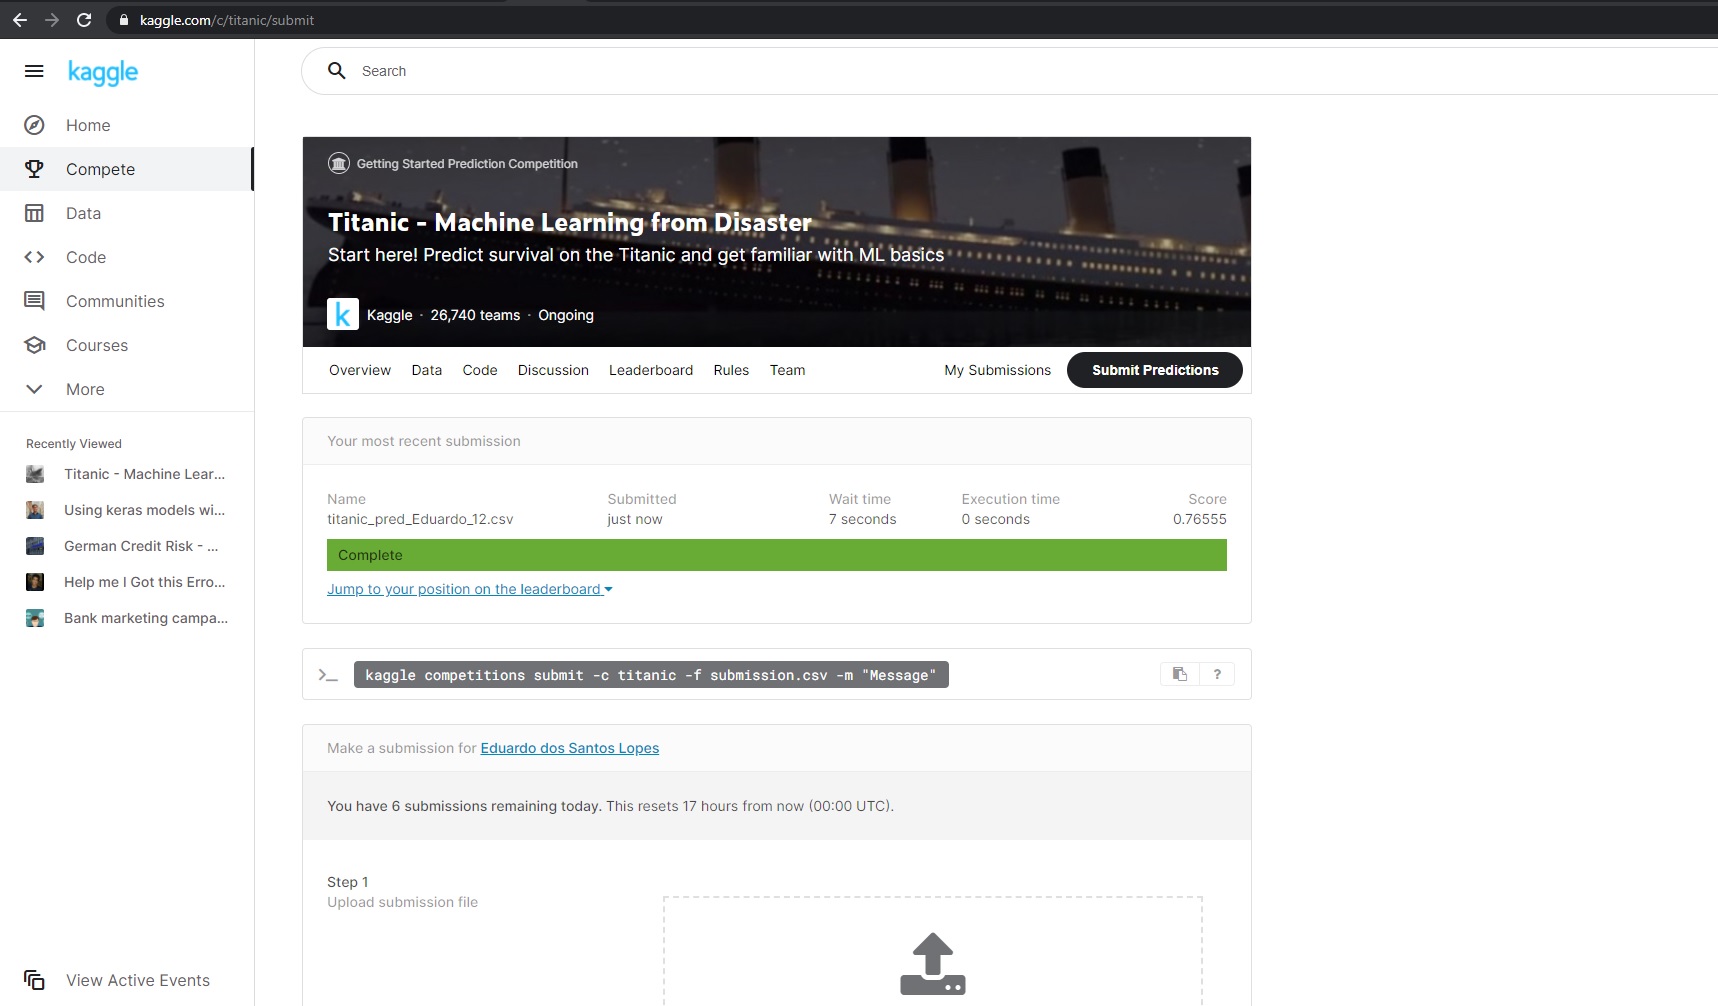 kaggle.com/c/titanic/submit
kaggle
Search
Home
Compete
Data
Code
Communities
Courses
More
Recently Viewed
Titanic - Machine Lear...
Using keras models wi...
German Credit Risk - ...
Help me I Got this Erro...
Bank marketing campa...
View Active Events
Getting Started Prediction Competition
Titanic - Machine Learning from Disaster
Start here! Predict survival on the Titanic and get familiar with ML basics
k Kaggle · 26,740 teams · Ongoing
Overview Data Code Discussion Leaderboard Rules Team My Submissions Submit Predictions
Your most recent submission
Name Submitted Wait time Execution time Score
titanic_pred_Eduardo_12.csv just now 7 seconds 0 seconds 0.76555
Complete
Jump to your position on the leaderboard
>_ kaggle competitions submit -c titanic -f submission.csv -m "Message" ?
Make a submission for Eduardo dos Santos Lopes
You have 6 submissions remaining today. This resets 17 hours from now (00:00 UTC).
Step 1
Upload submission file